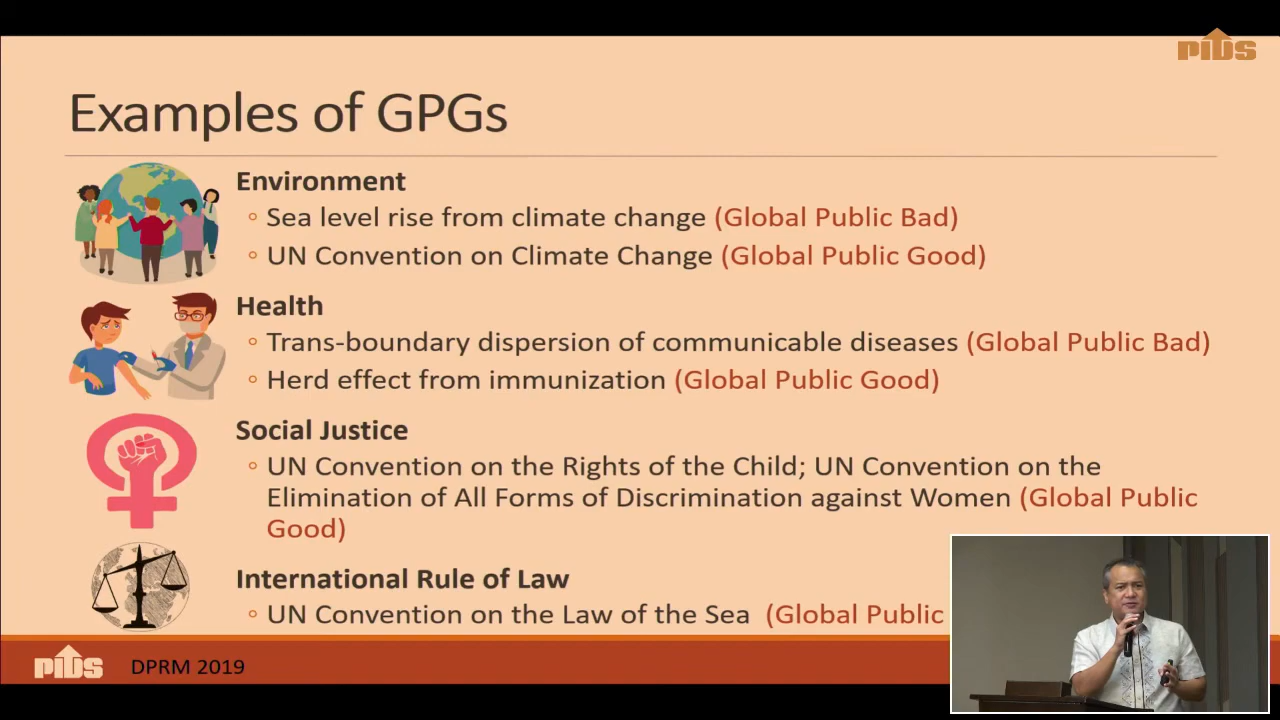 PIDS
Examples of GPGs
Environment
◦ Sea level rise from climate change (Global Public Bad)
◦ UN Convention on Climate Change (Global Public Good)
Health
◦ Trans-boundary dispersion of communicable diseases (Global Public Bad)
◦ Herd effect from immunization (Global Public Good)
Social Justice
◦ UN Convention on the Rights of the Child; UN Convention on the
Elimination of All Forms of Discrimination against Women (Global Public
Good)
International Rule of Law
◦ UN Convention on the Law of the Sea (Global Public
PIDS DPRM 2019